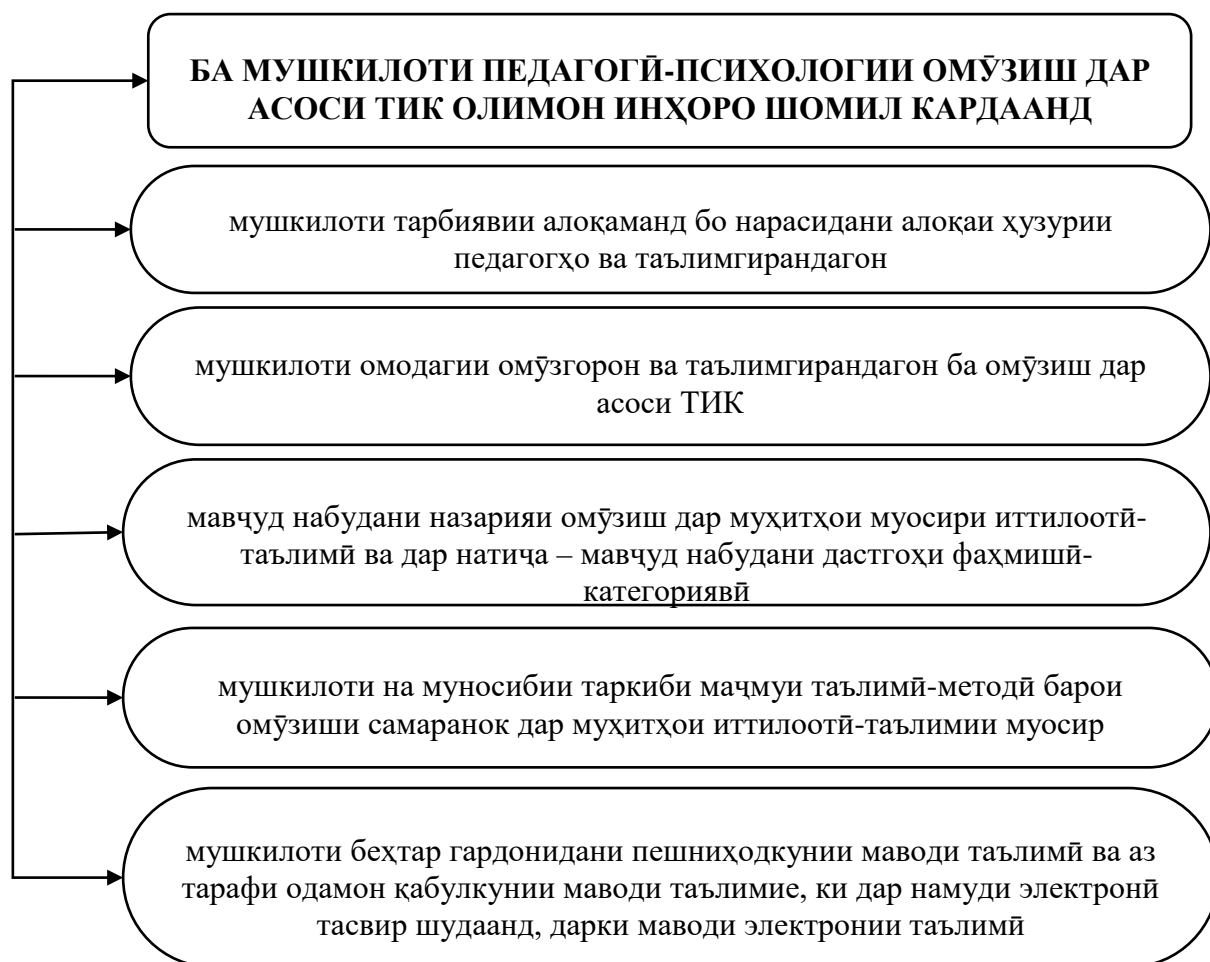 БА МУШКИЛОТИ ПЕДАГОГӢ-ПСИХОЛОГИИ ОМӮЗИШ ДАР
АСОСИ ТИК ОЛИМОН ИНҲОРО ШОМИЛ КАРДААНД
мушкилоти тарбиявии алоқаманд бо нарасидани алоқаи ҳузурии
педагогҳо ва таълимгирандагон
мушкилоти омодагии омӯзгорон ва таълимгирандагон ба омӯзиш дар
асоси ТИК
мавҷуд набудани назарияи омӯзиш дар муҳитҳои муосири иттилоотӣ-
таълимӣ ва дар натиҷа – мавҷуд набудани дастгоҳи фаҳмишӣ-
категориявӣ
мушкилоти на муносибии таркиби маҷмуи таълимӣ-методӣ барои
омӯзиши самаранок дар муҳитҳои иттилоотӣ-таълимии муосир
мушкилоти беҳтар гардонидани пешниҳодкунии маводи таълимӣ ва аз
тарафи одамон қабулкунии маводи таълимие, ки дар намуди электронӣ
тасвир шудаанд, дарки маводи электронии таълимӣ